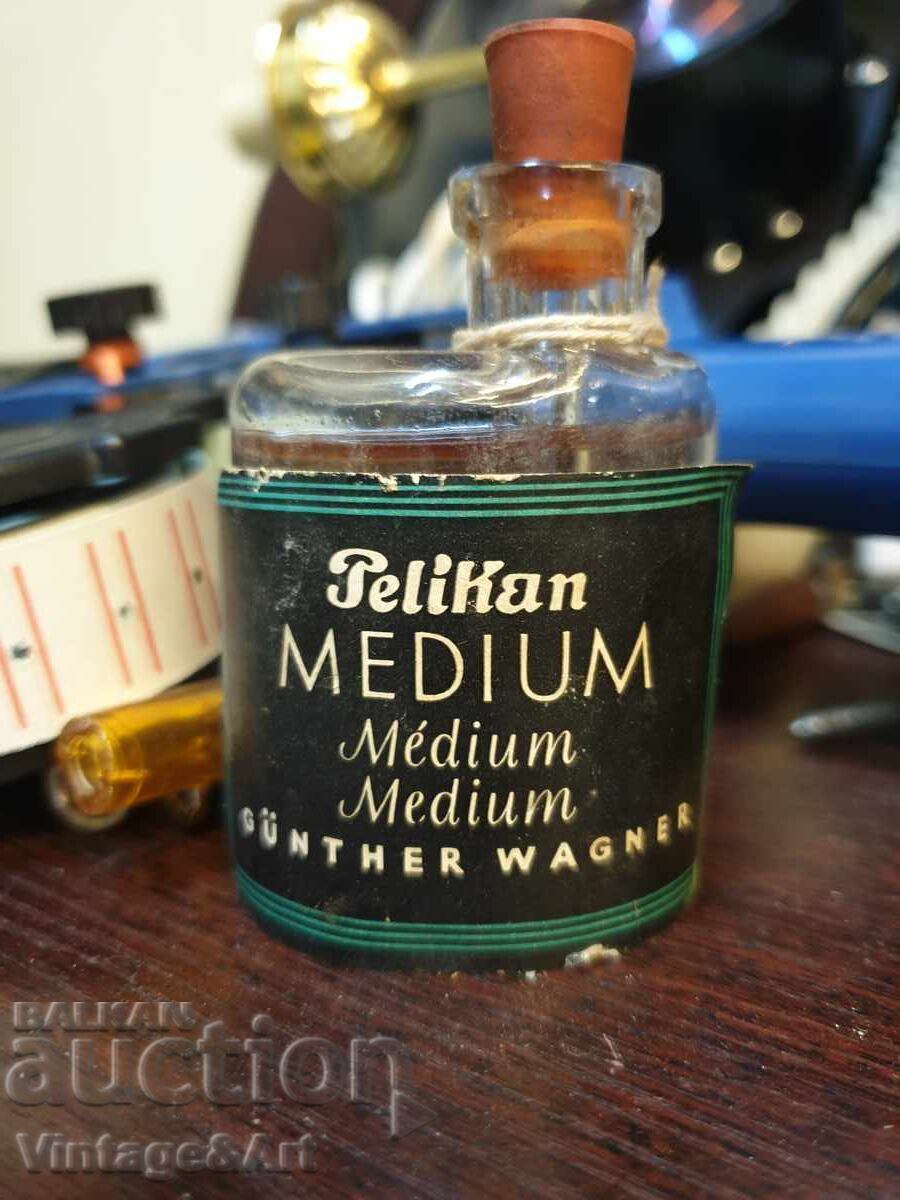 Pelikan
MEDIUM
Médium
Medium
GÜNTHER WAGNER
BALKAN
auction
Vintage&Art